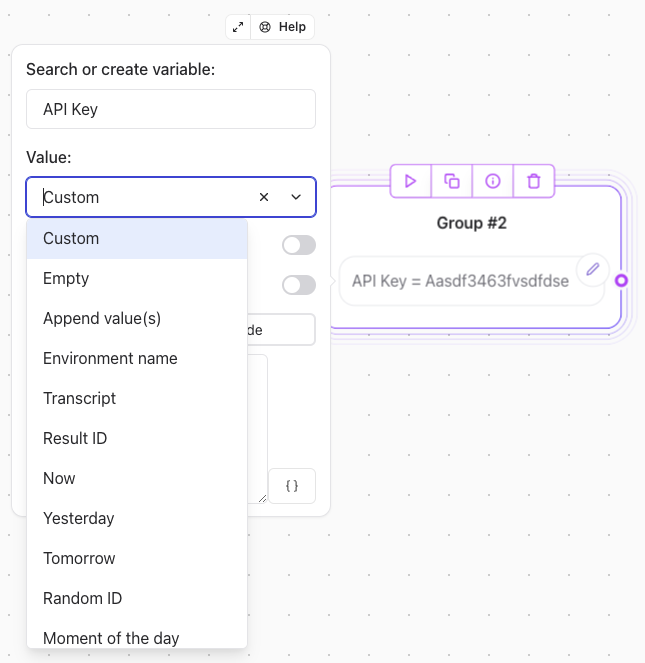 Help
Search or create variable:
API Key
Value:
Custom
Custom
Empty
Append value(s)
Environment name
Transcript
Result ID
Now
Yesterday
Tomorrow
Random ID
Moment of the day
de
{ }
Group #2
API Key = Aasdf3463fvsdfdse